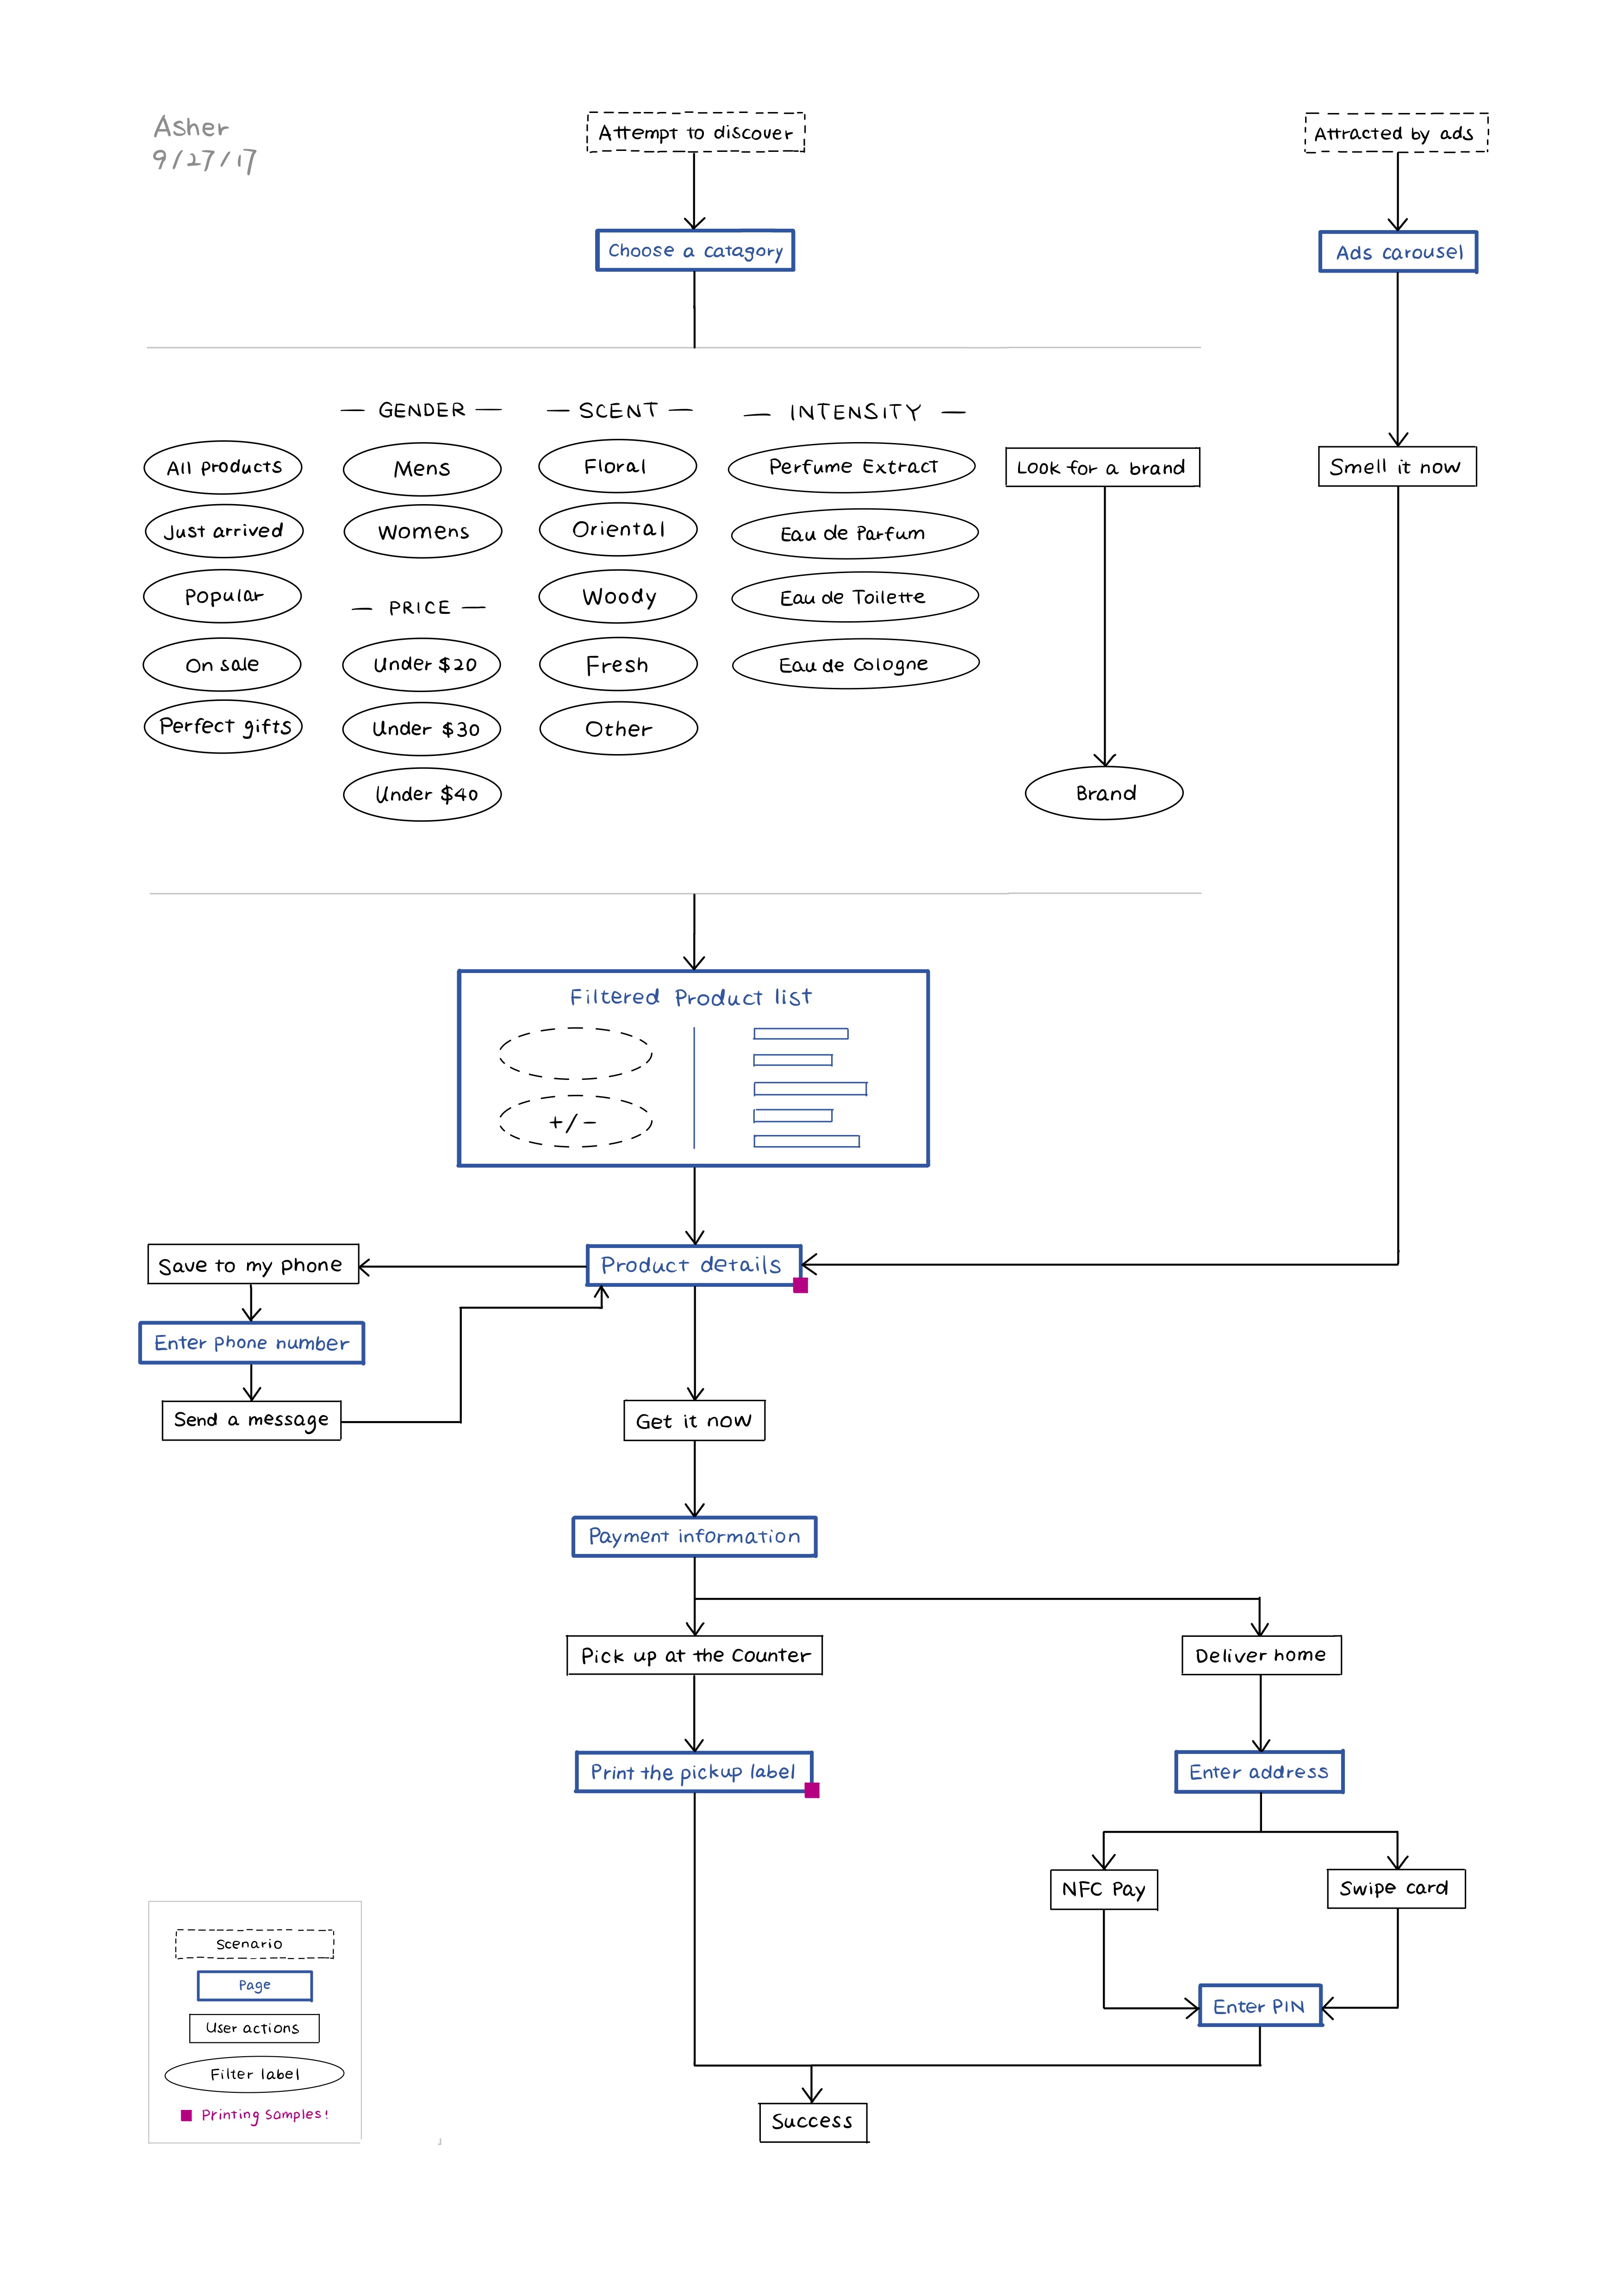 Asher
9/27/17
Attempt to discover
Attracted by ads
Choose a catagory
Ads carousel
GENDER
SCENT
INTENSITY
All products
Mens
Floral
Perfume Extract
Look for a brand
Smell it now
Just arrived
Womens
Oriental
Eau de Parfum
Popular
PRICE
Woody
Eau de Toilette
On sale
Under $20
Fresh
Eau de Cologne
Perfect gifts
Under $30
Other
Under $40
Brand
Filtered Product list
+/-
Save to my phone
Product details
Enter phone number
Send a message
Get it now
Payment information
Pick up at the Counter
Deliver home
Print the pickup label
Enter address
NFC Pay
Swipe card
Scenario
Page
User actions
Enter PIN
Filter label
Printing Samples!
Success